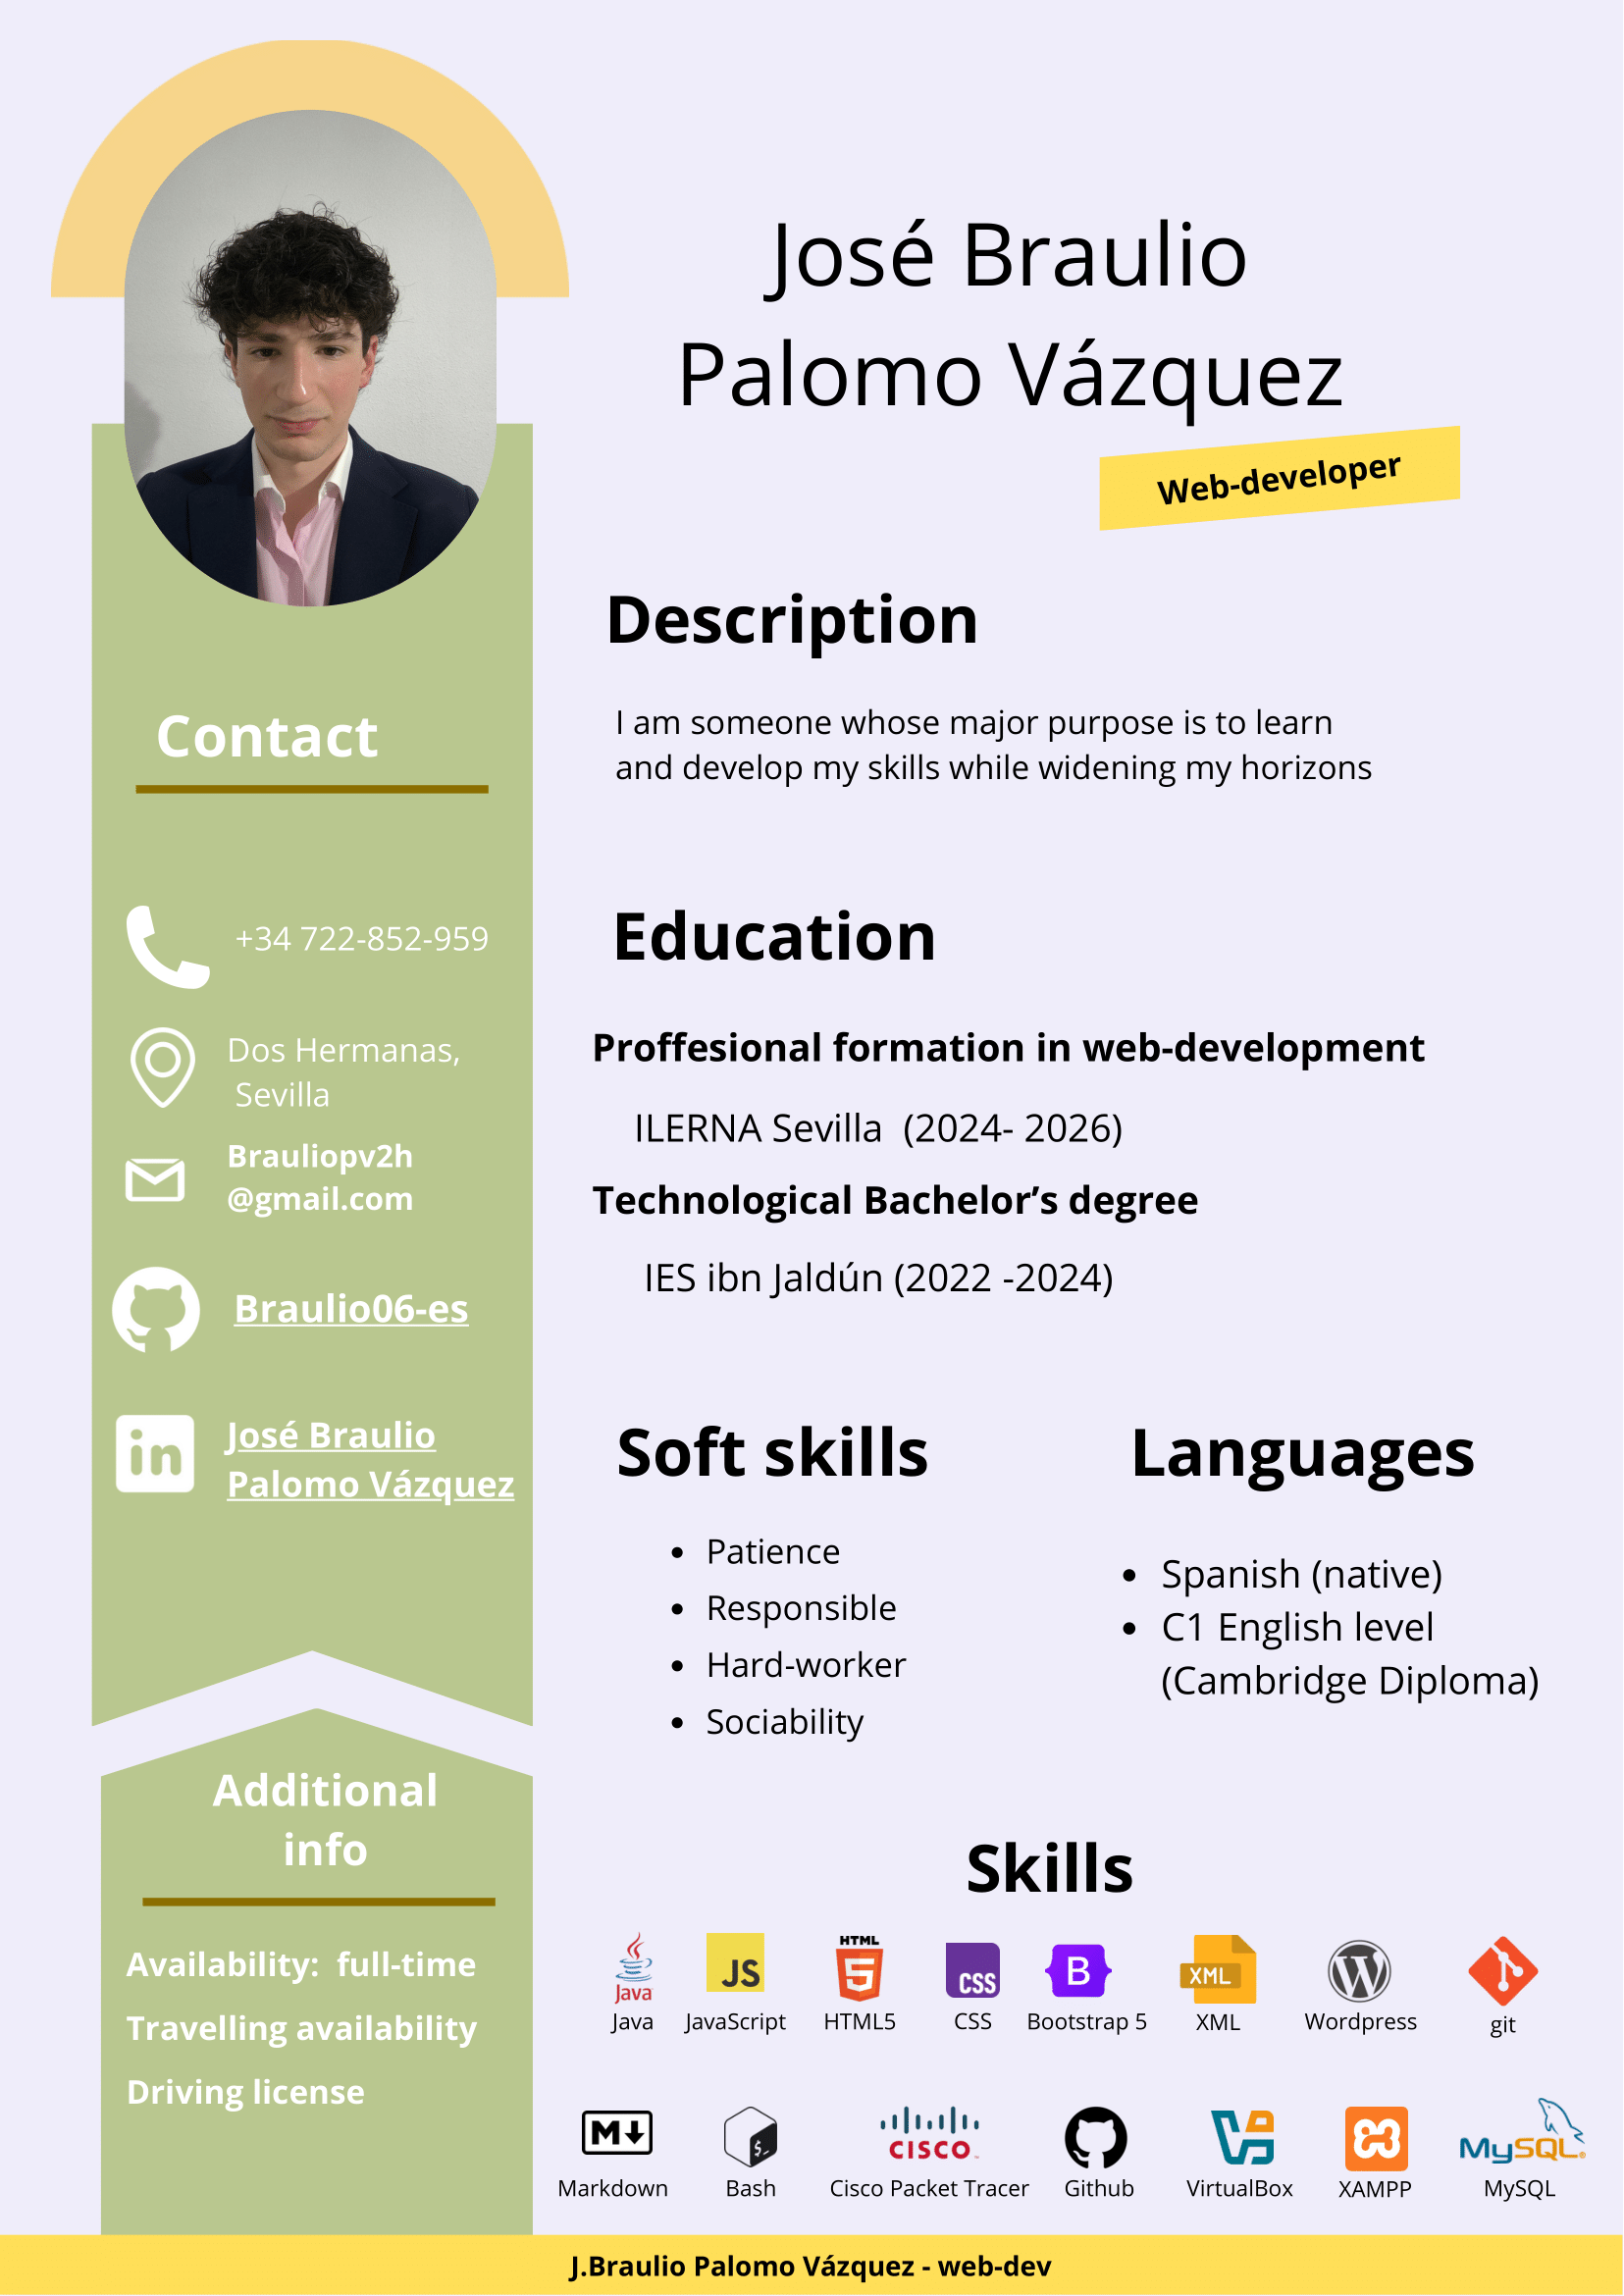 José Braulio
Palomo Vázquez
Web-developer
Description
I am someone whose major purpose is to learn
and develop my skills while widening my horizons
Contact
+34 722-852-959
Dos Hermanas,
Sevilla
Brauliopv2h
@gmail.com
Braulio06-es
in
José Braulio
Palomo Vázquez
Education
Proffesional formation in web-development
ILERNA Sevilla (2024- 2026)
Technological Bachelor’s degree
IES ibn Jaldún (2022 -2024)
Soft skills
Patience
Responsible
Hard-worker
Sociability
Languages
Spanish (native)
C1 English level
(Cambridge Diploma)
Additional
info
Availability: full-time
Travelling availability
Driving license
Skills
Java JS HTML 5 CSS B XML W
Java JavaScript HTML5 CSS Bootstrap 5 XML Wordpress git
M $_ CISCO MySQL
Markdown Bash Cisco Packet Tracer Github VirtualBox XAMPP MySQL
J.Braulio Palomo Vázquez - web-dev